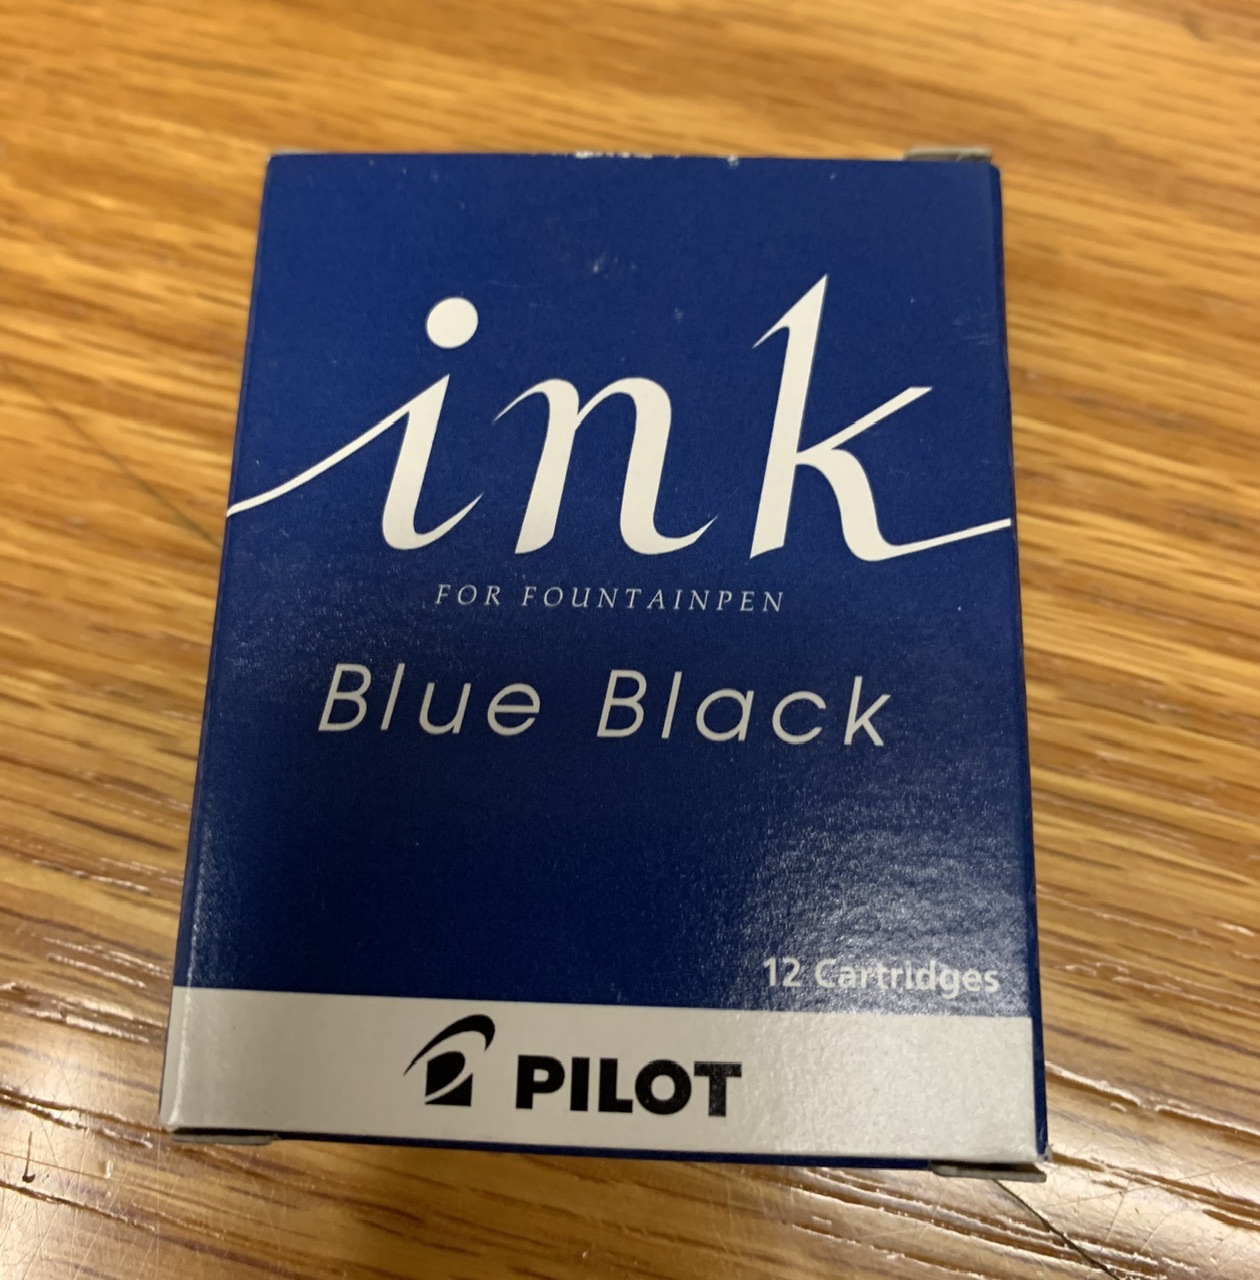 ink
FOR FOUNTAINPEN
Blue Black
12 Cartridges
PILOT